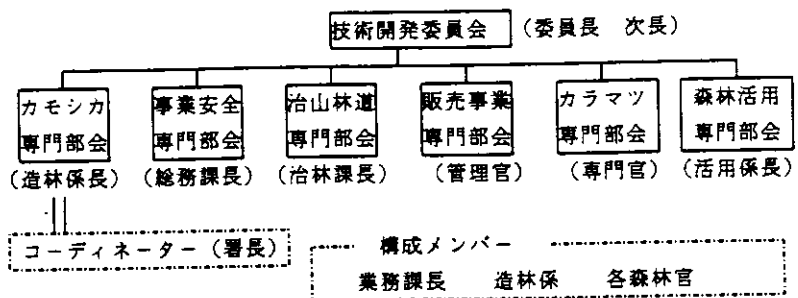 技術開発委員会 (委員長 次長)
カモシカ 事業安全 治山林道 販売事業 カラマツ 森林活用
専門部会 専門部会 専門部会 専門部会 専門部会 専門部会
(造林係長) (総務課長) (治林課長) (管理官) (専門官) (活用係長)
コーディネーター(署長)
構成メンバー
業務課長 造林係 各森林官